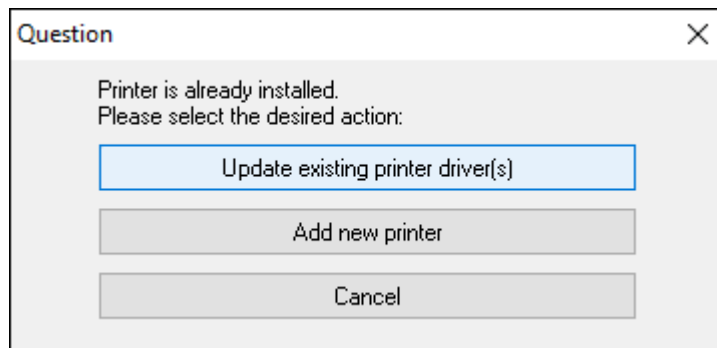 Question
Printer is already installed.
Please select the desired action:
Update existing printer driver(s)
Add new printer
Cancel